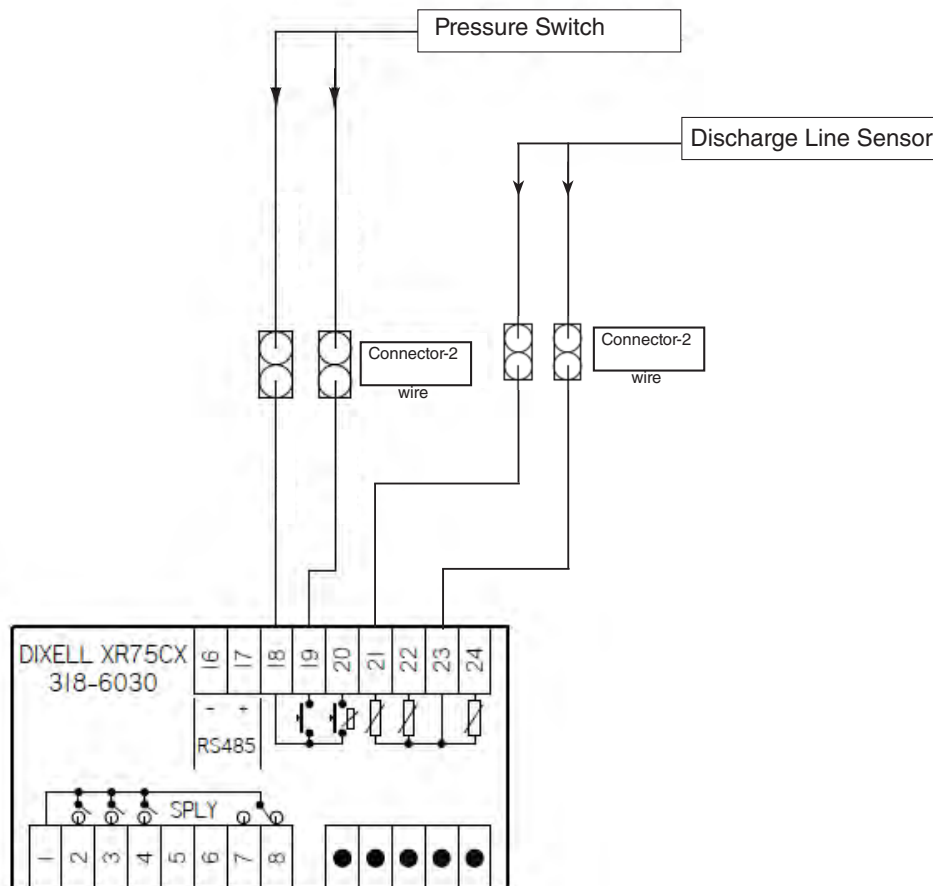 Pressure Switch
Discharge Line Sensor
Connector-2
wire
Connector-2
wire
DIXELL XR75CX
318-6030
16 17 18 19 20 21 22 23 24
- +
RS485
SPLY
1 2 3 4 5 6 7 8